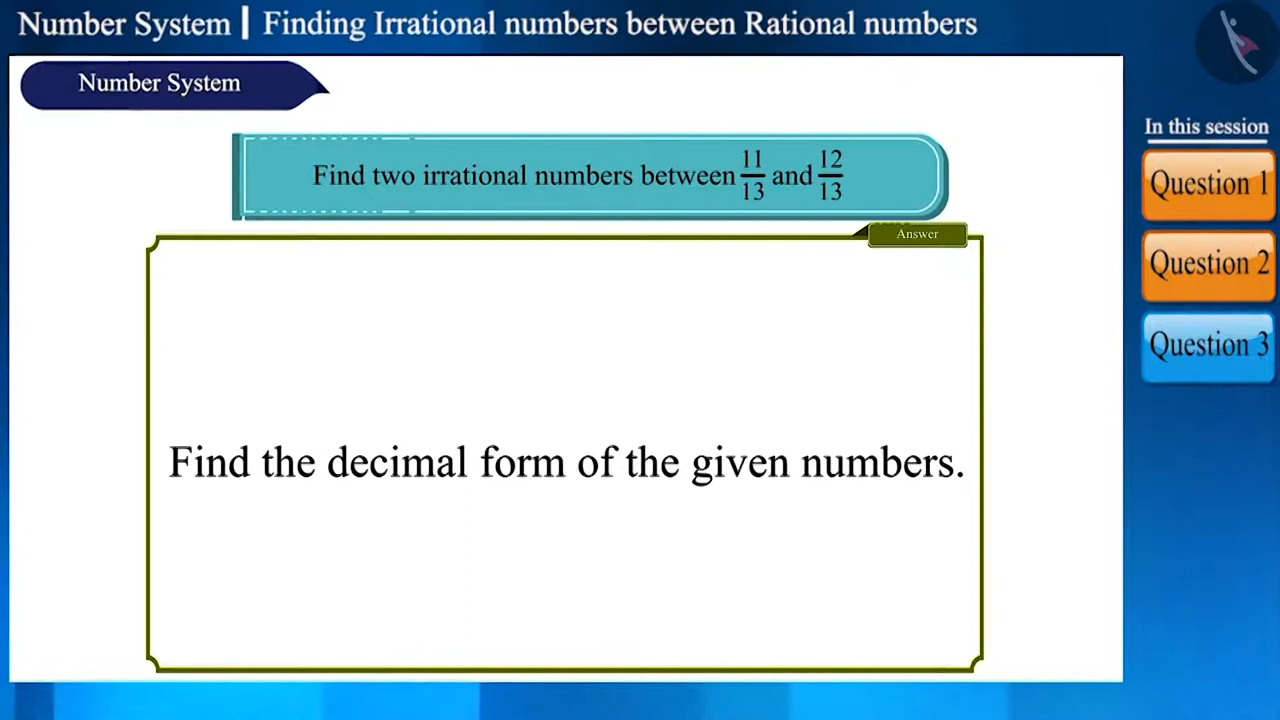 Number System | Finding Irrational numbers between Rational numbers
Number System
In this session
Find two irrational numbers between 11/13 and 12/13
Question 1
Answer
Question 2
Question 3
Find the decimal form of the given numbers.